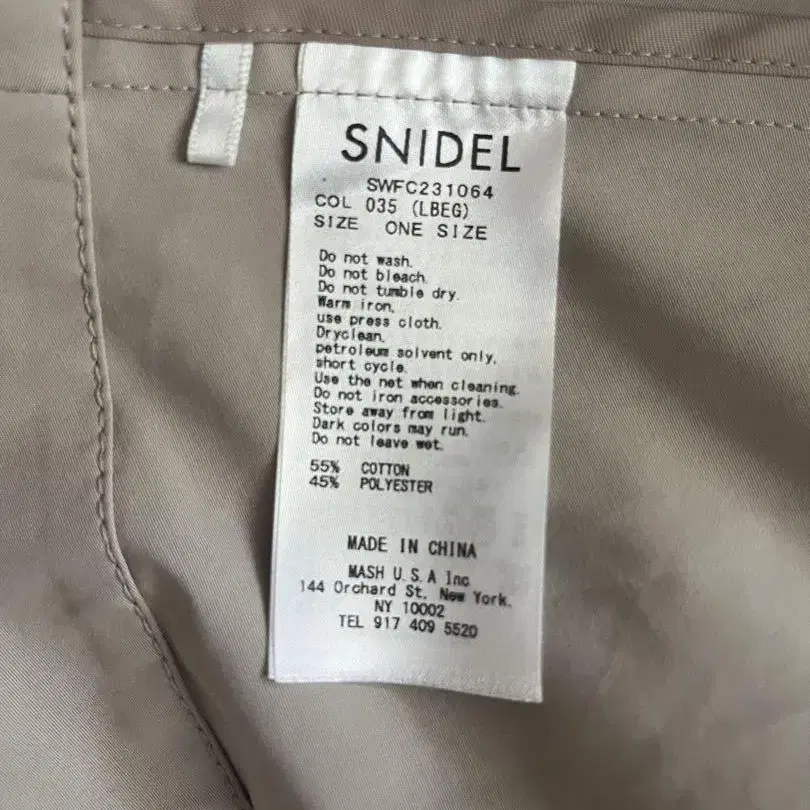 SNIDEL
SWFC231064
COL 035 (LBEG)
SIZE ONE SIZE
Do not wash.
Do not bleach.
Do not tumble dry.
Warm iron,
use press cloth.
Dryclean,
petroleum solvent only,
short cycle.
Use the net when cleaning.
Do not iron accessories.
Store away from light.
Dark colors may run.
Do not leave wet.
55% COTTON
45% POLYESTER
MADE IN CHINA
MASH U.S.A Inc
144 Orchard St. New York.
NY 10002
TEL 917 409 5520